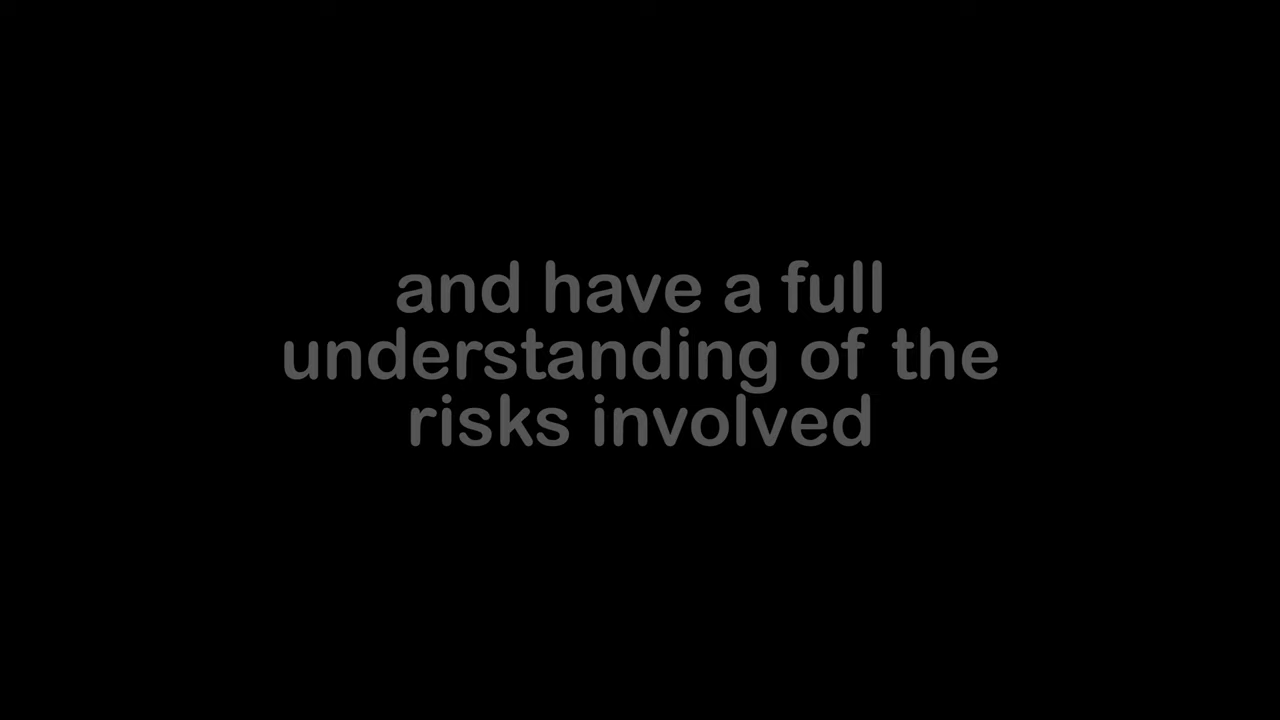 and have a full
understanding of the
risks involved